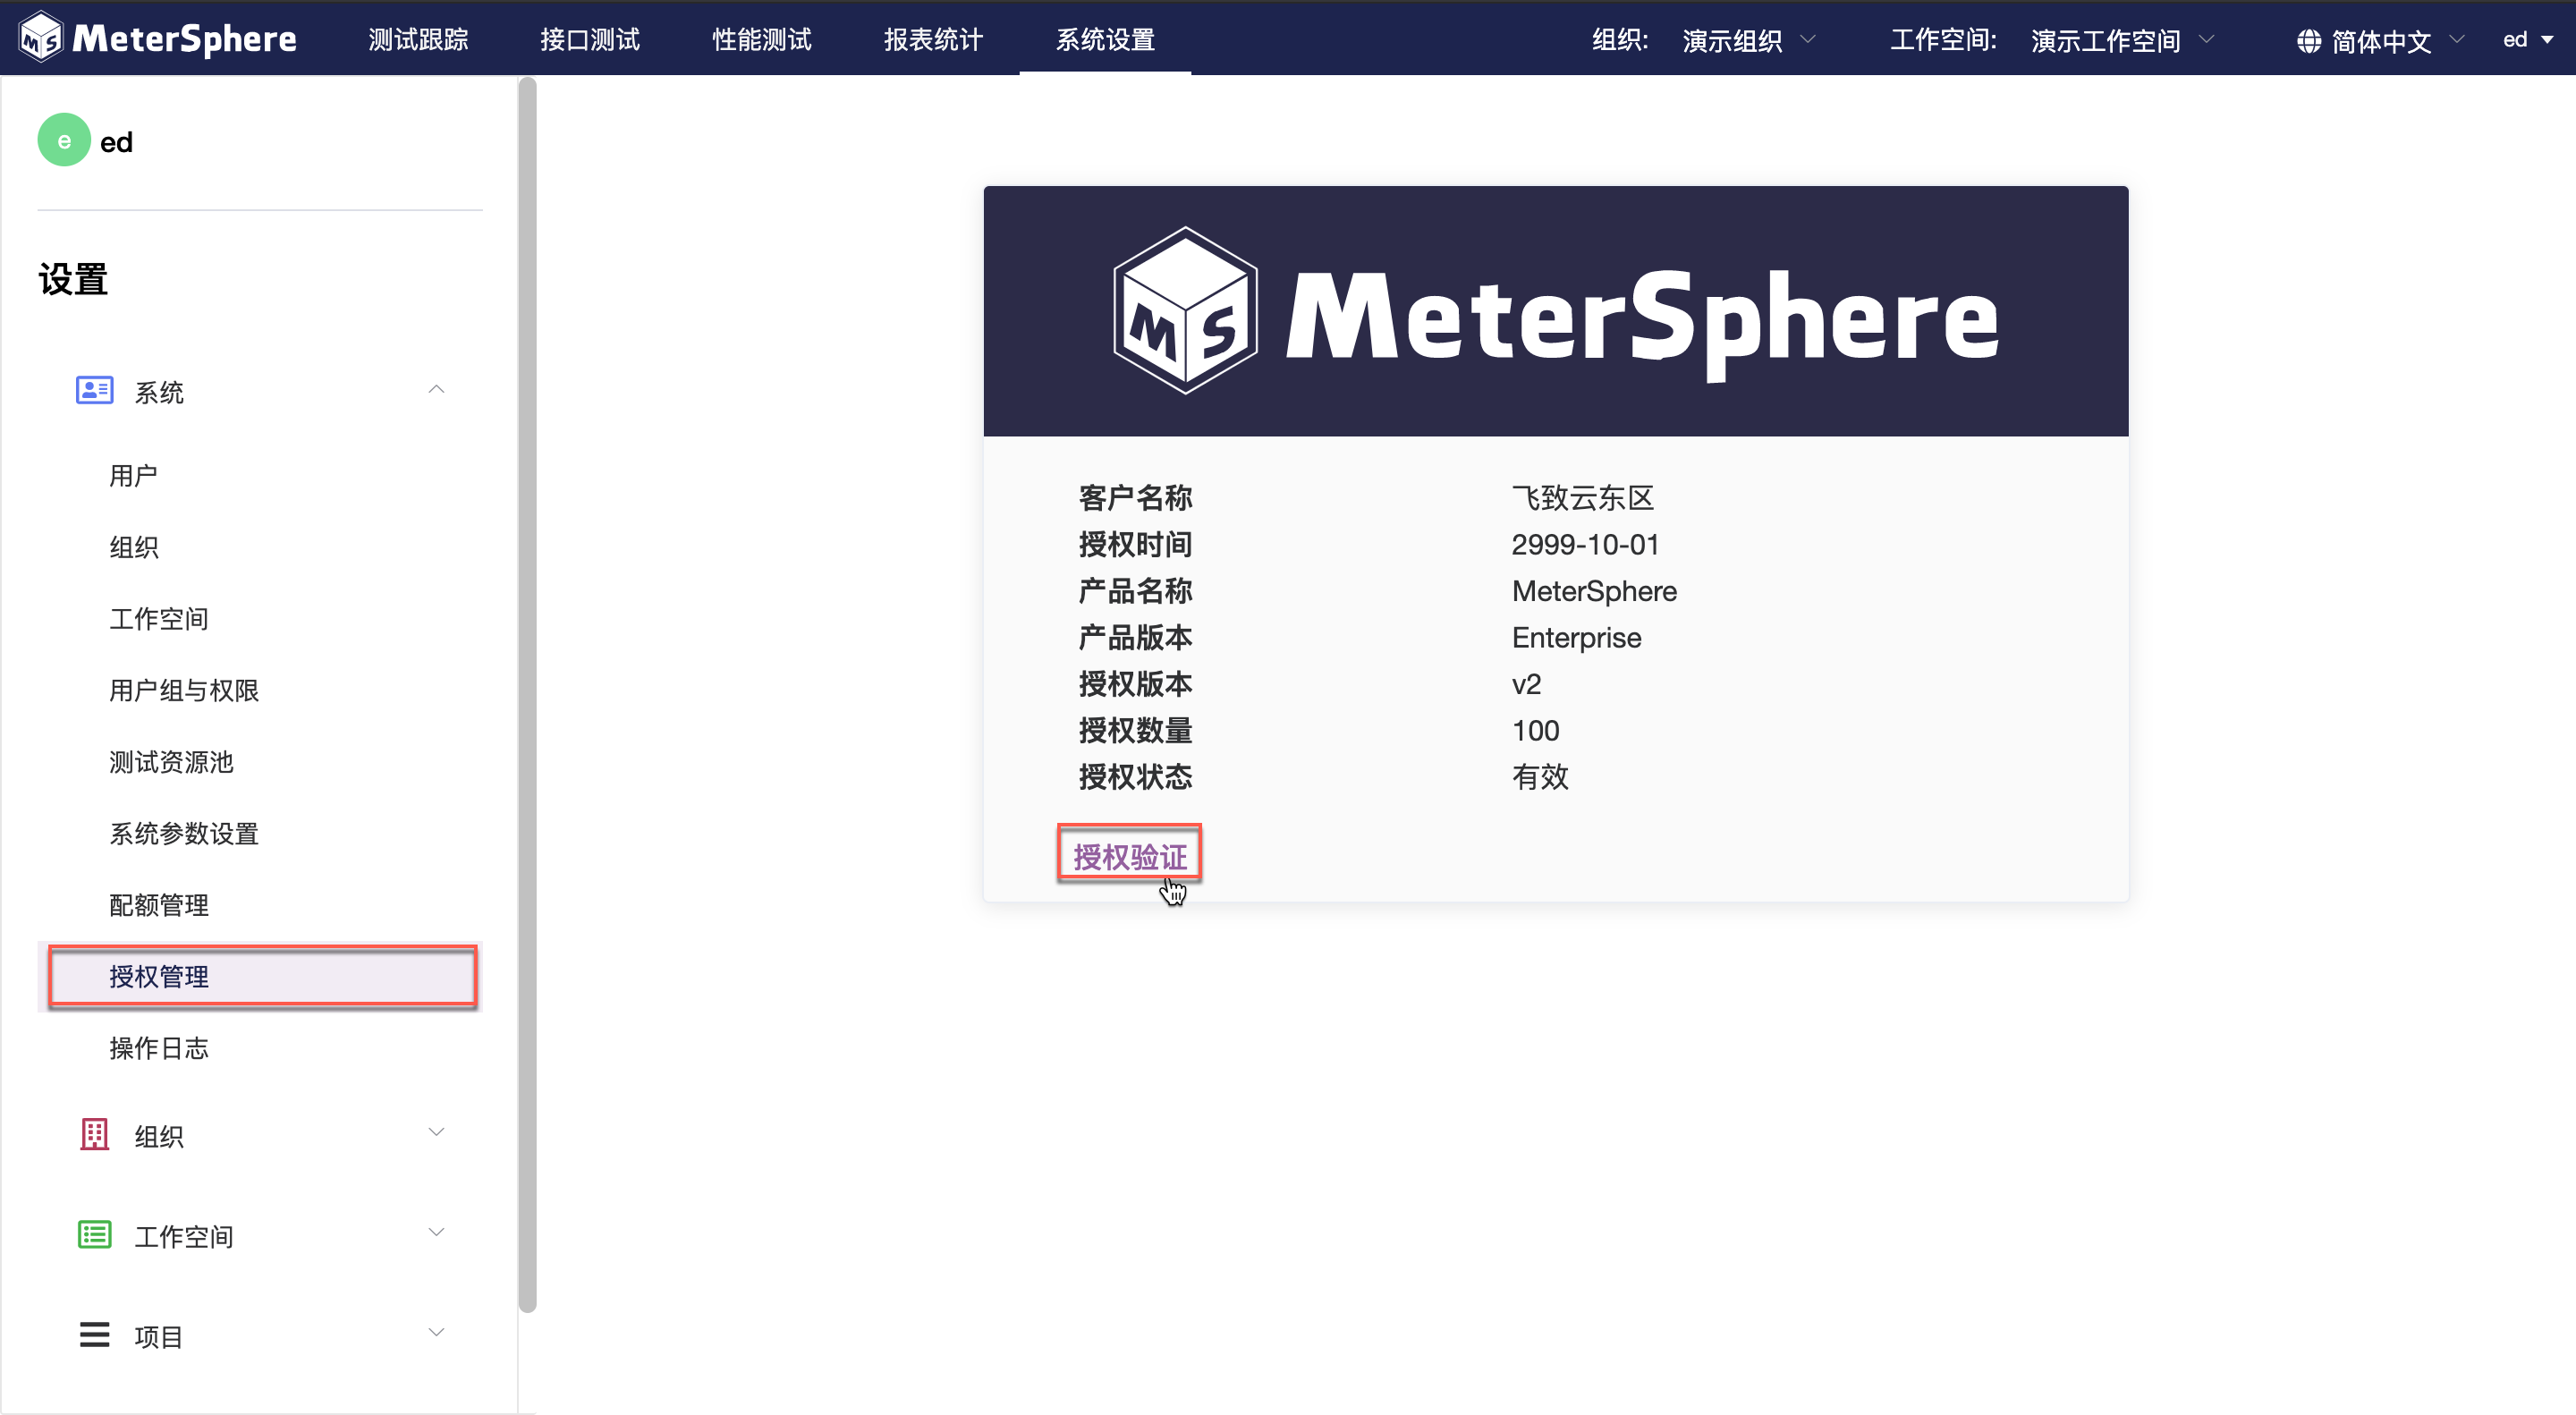 MeterSphere 测试跟踪 接口测试 性能测试 报表统计 系统设置 组织: 演示组织 工作空间: 演示工作空间 简体中文 ed
e ed
设置
系统
用户
组织
工作空间
用户组与权限
测试资源池
系统参数设置
配额管理
授权管理
操作日志
组织
工作空间
项目
MS MeterSphere
客户名称 飞致云东区
授权时间 2999-10-01
产品名称 MeterSphere
产品版本 Enterprise
授权版本 v2
授权数量 100
授权状态 有效
授权验证